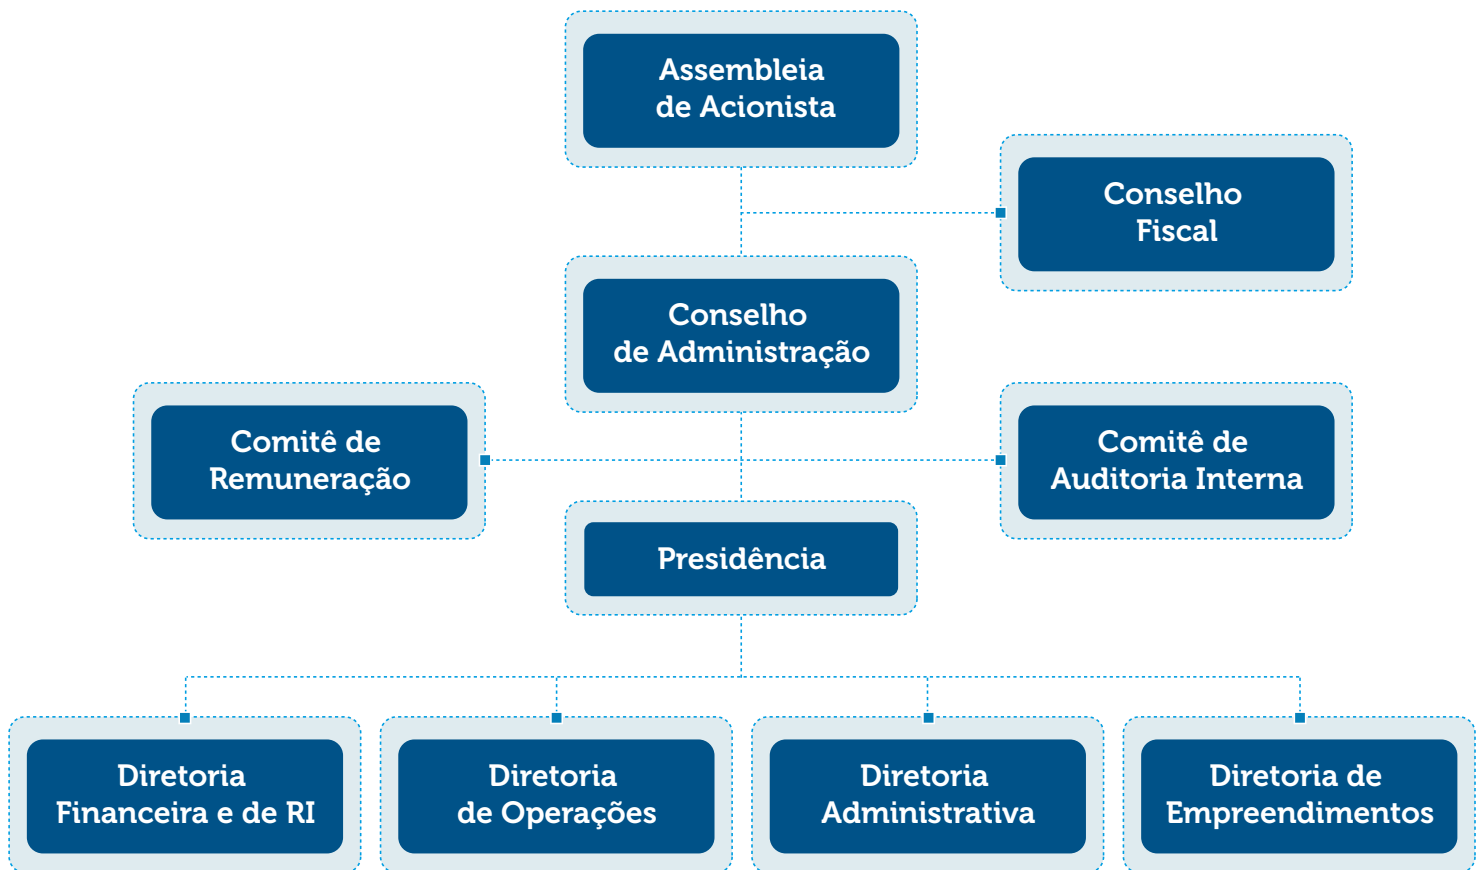 Assembleia
de Acionista
Conselho
Fiscal
Conselho
de Administração
Comitê de
Remuneração
Comitê de
Auditoria Interna
Presidência
Diretoria
Financeira e de RI
Diretoria
de Operações
Diretoria
Administrativa
Diretoria de
Empreendimentos